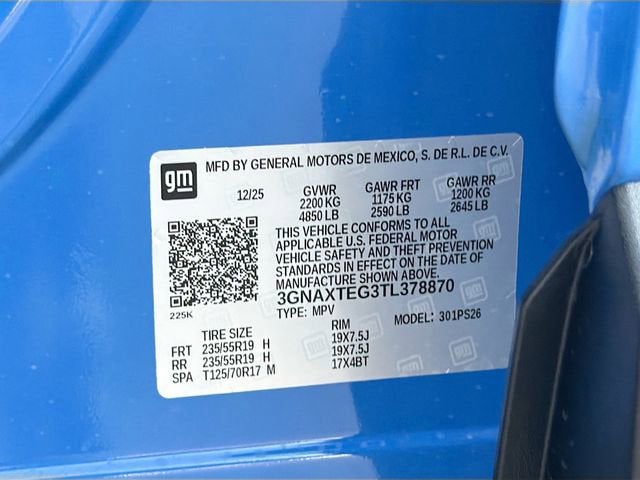 gm
MFD BY GENERAL MOTORS DE MEXICO, S. DE R.L. DE C.V.
12/25 GVWR GAWR FRT GAWR RR
2200 KG 1175 KG 1200 KG
4850 LB 2590 LB 2645 LB
THIS VEHICLE CONFORMS TO ALL
APPLICABLE U.S. FEDERAL MOTOR
VEHICLE SAFETY AND THEFT PREVENTION
STANDARDS IN EFFECT ON THE DATE OF
MANUFACTURE SHOWN ABOVE.
3GNAXTEG3TL378870
225K
TYPE: MPV MODEL: 301PS26
TIRE SIZE RIM
FRT 235/55R19 H 19X7.5J
RR 235/55R19 H 19X7.5J
SPA T125/70R17 M 17X4BT